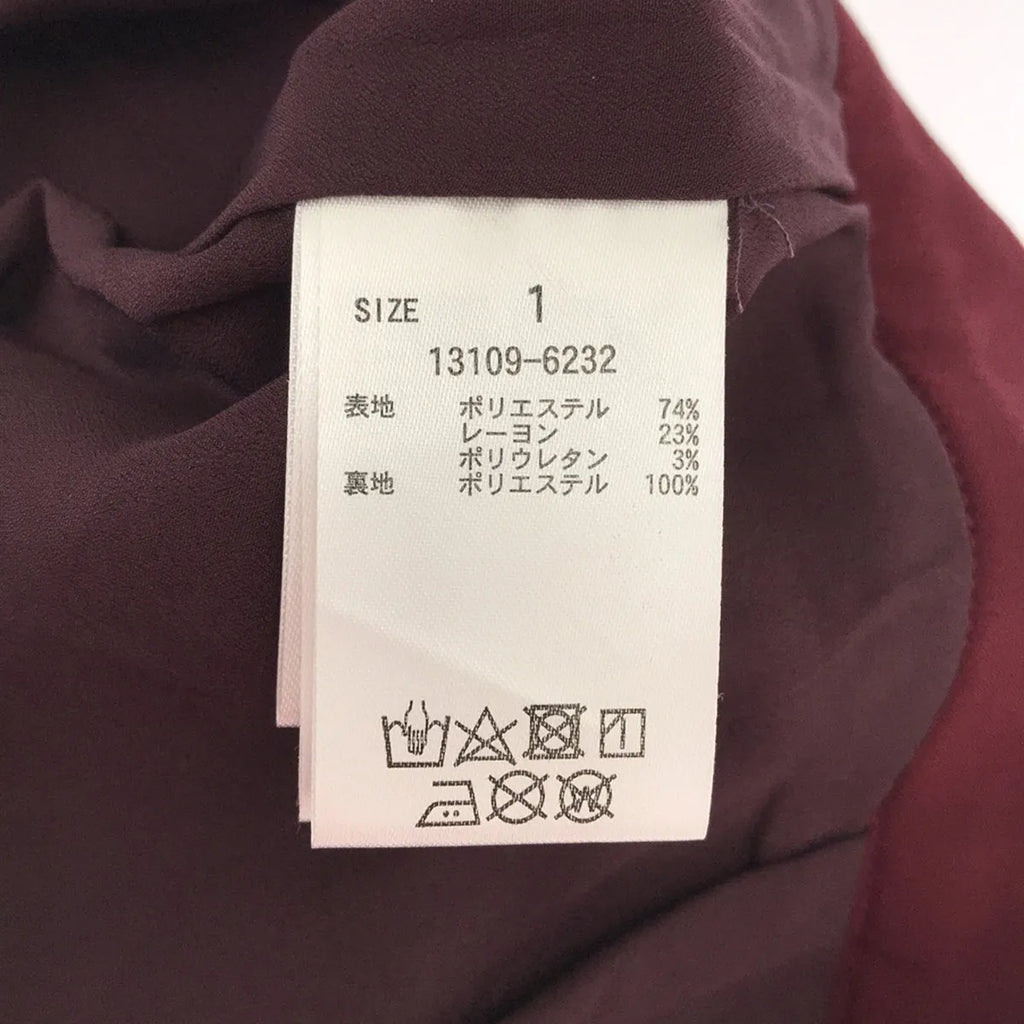 SIZE 1
13109-6232
表地 ポリエステル 74%
レーヨン 23%
ポリウレタン 3%
裏地 ポリエステル 100%
W